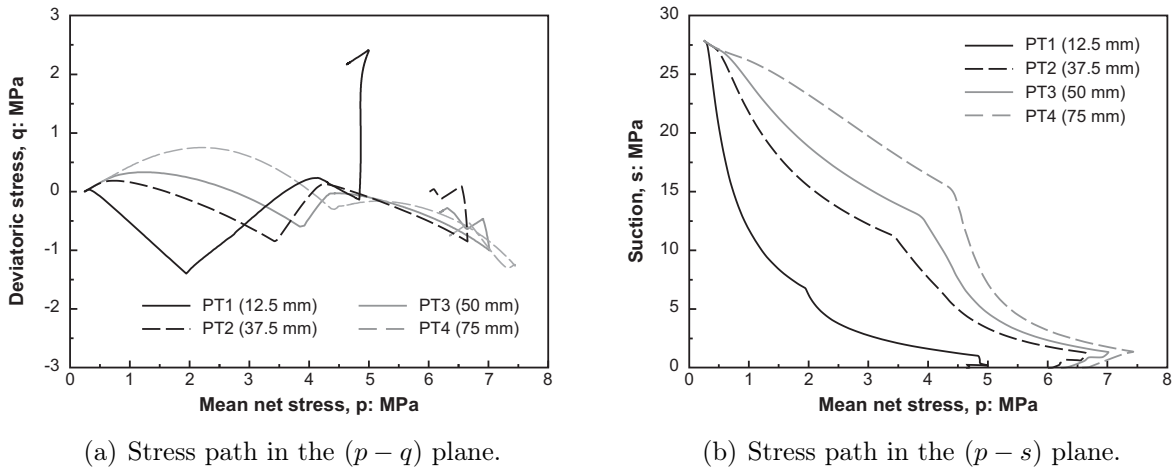 3
2
1
0
-1
-2
-3
Deviatoric stress, q: MPa
PT1 (12.5 mm)
PT2 (37.5 mm)
PT3 (50 mm)
PT4 (75 mm)
0 1 2 3 4 5 6 7 8
Mean net stress, p: MPa
(a) Stress path in the (p − q) plane.
30
25
20
15
10
5
0
Suction, s: MPa
PT1 (12.5 mm)
PT2 (37.5 mm)
PT3 (50 mm)
PT4 (75 mm)
0 1 2 3 4 5 6 7 8
Mean net stress, p: MPa
(b) Stress path in the (p − s) plane.